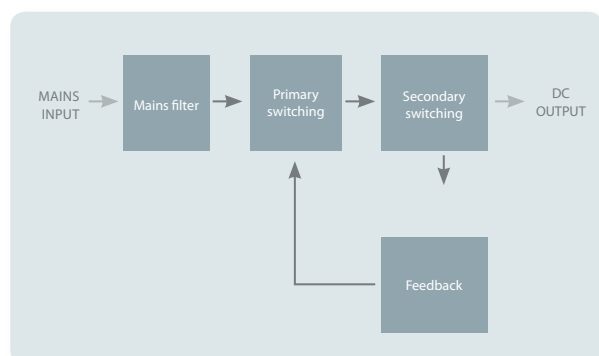 MAINS
INPUT
Mains filter
Primary
switching
Secondary
switching
DC
OUTPUT
Feedback